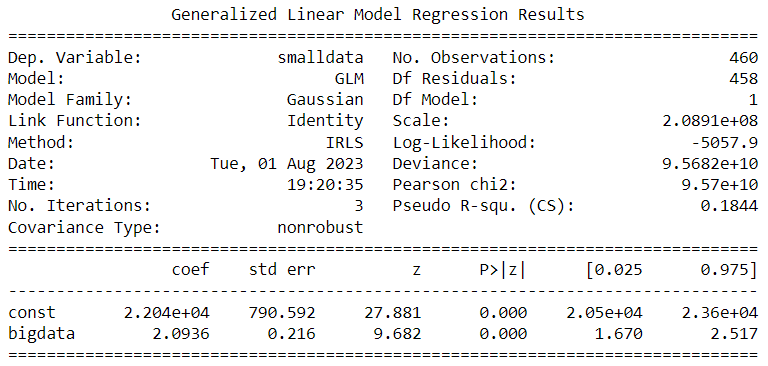 Generalized Linear Model Regression Results
==============================================================================
Dep. Variable:              smalldata   No. Observations:                  460
Model:                            GLM   Df Residuals:                      458
Model Family:                Gaussian   Df Model:                            1
Link Function:               Identity   Scale:                      2.0891e+08
Method:                          IRLS   Log-Likelihood:                -5057.9
Date:                Tue, 01 Aug 2023   Deviance:                   9.5682e+10
Time:                        19:20:35   Pearson chi2:                 9.57e+10
No. Iterations:                     3   Pseudo R-squ. (CS):             0.1844
Covariance Type:            nonrobust
==============================================================================
                 coef    std err          z      P>|z|      [0.025      0.975]
------------------------------------------------------------------------------
const       2.204e+04    790.592     27.881      0.000    2.05e+04    2.36e+04
bigdata        2.0936      0.216      9.682      0.000       1.670       2.517
==============================================================================